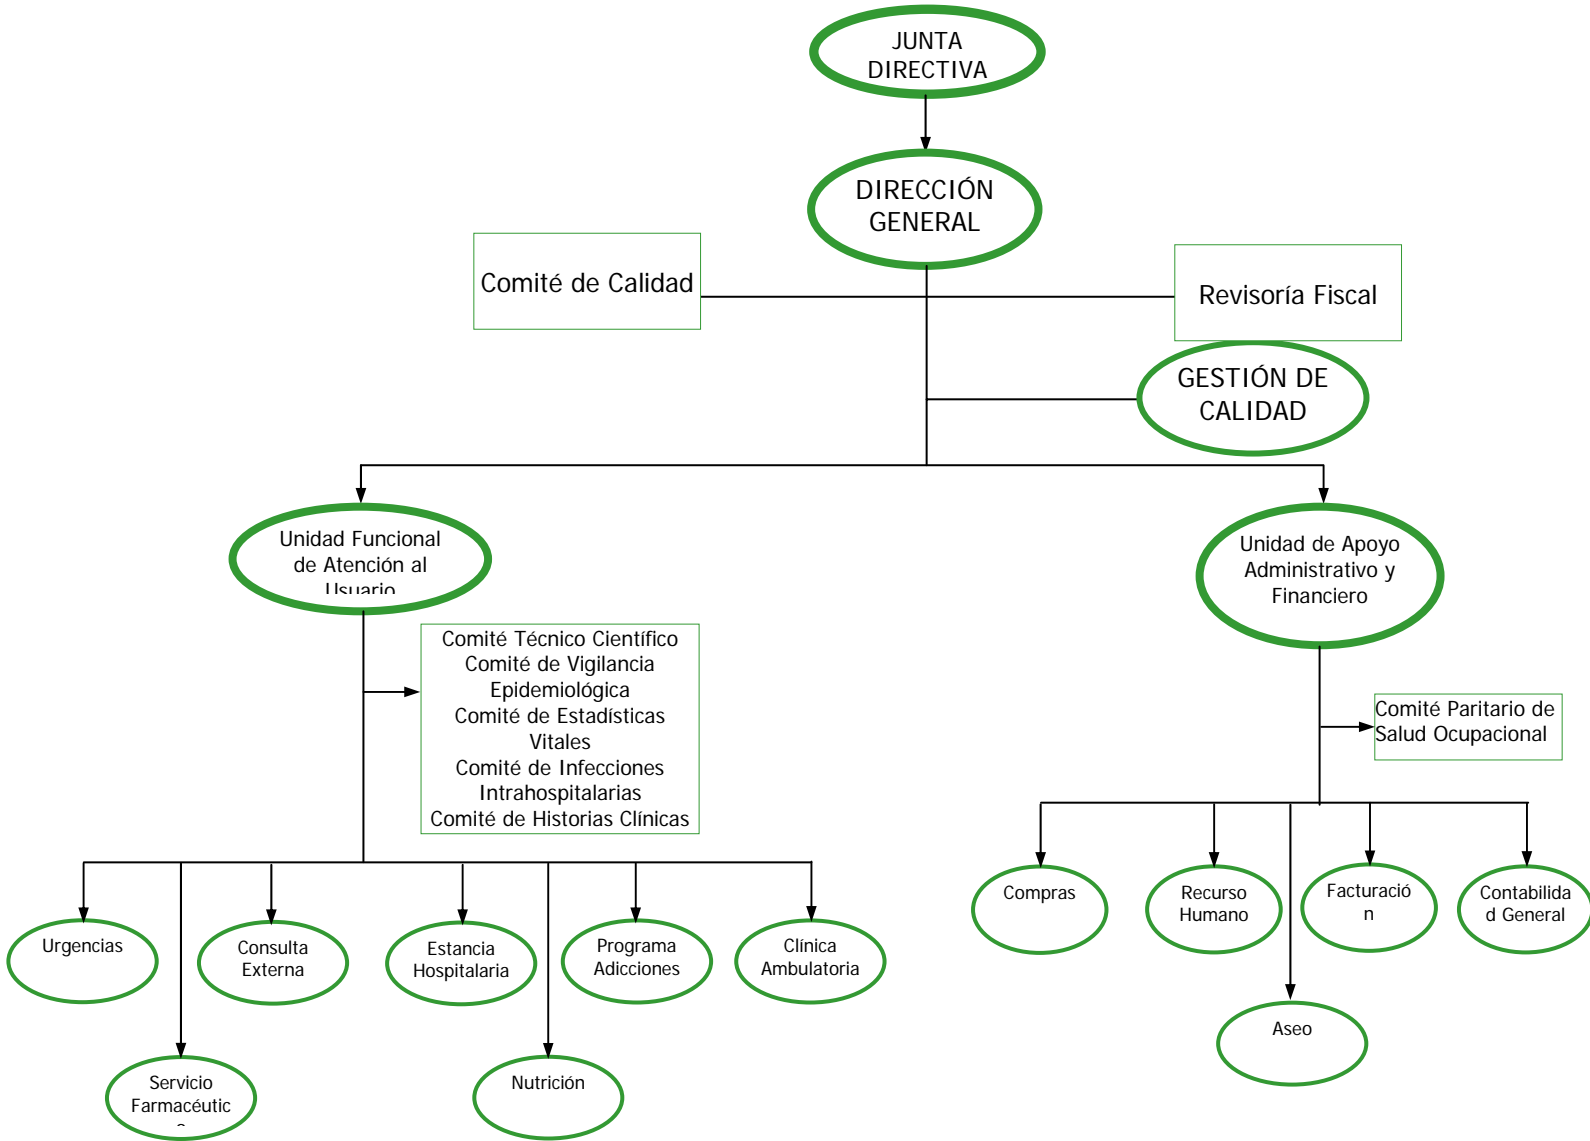 JUNTA
DIRECTIVA
DIRECCIÓN
GENERAL
Comité de Calidad
Revisoría Fiscal
GESTIÓN DE
CALIDAD
Unidad Funcional
de Atención al
Usuario
Unidad de Apoyo
Administrativo y
Financiero
Comité Técnico Científico
Comité de Vigilancia
Epidemiológica
Comité de Estadísticas
Vitales
Comité de Infecciones
Intrahospitalarias
Comité de Historias Clínicas
Comité Paritario de
Salud Ocupacional
Compras
Recurso
Humano
Facturació
n
Contabilida
d General
Urgencias
Consulta
Externa
Estancia
Hospitalaria
Programa
Adicciones
Clínica
Ambulatoria
Aseo
Servicio
Farmacéutic
o
Nutrición